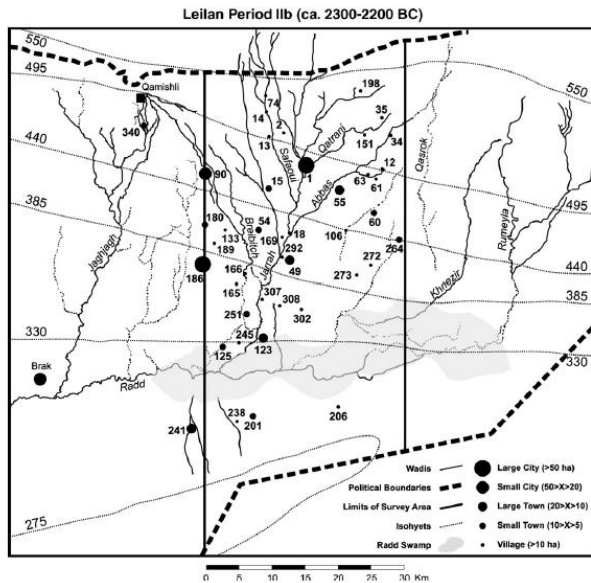 Leilan Period IIb (ca. 2300-2200 BC)
550
495
Qamishli
340
440
385
330
Brak
275
198
74
14
2
13
Safaoui
Qatrani
35
34
151
Qasrok
550
15
1
Abbas
63
61
12
55
90
180
54
18
60
133
169
106
189
292
264
495
Jaghjagh
186
166
Jarrah
49
272
273
440
165
307
308
302
Khnezir
Rumeyla
385
251
245
125
123
330
Radd
241
238
201
206
Wadis
Large City (>50 ha)
Political Boundaries
Small City (50>X>20)
Limits of Survey Area
Large Town (20>X>10)
Isohyets
Small Town (10>X>5)
Radd Swamp
Village (>10 ha)
0 5 10 15 20 25 30 Km